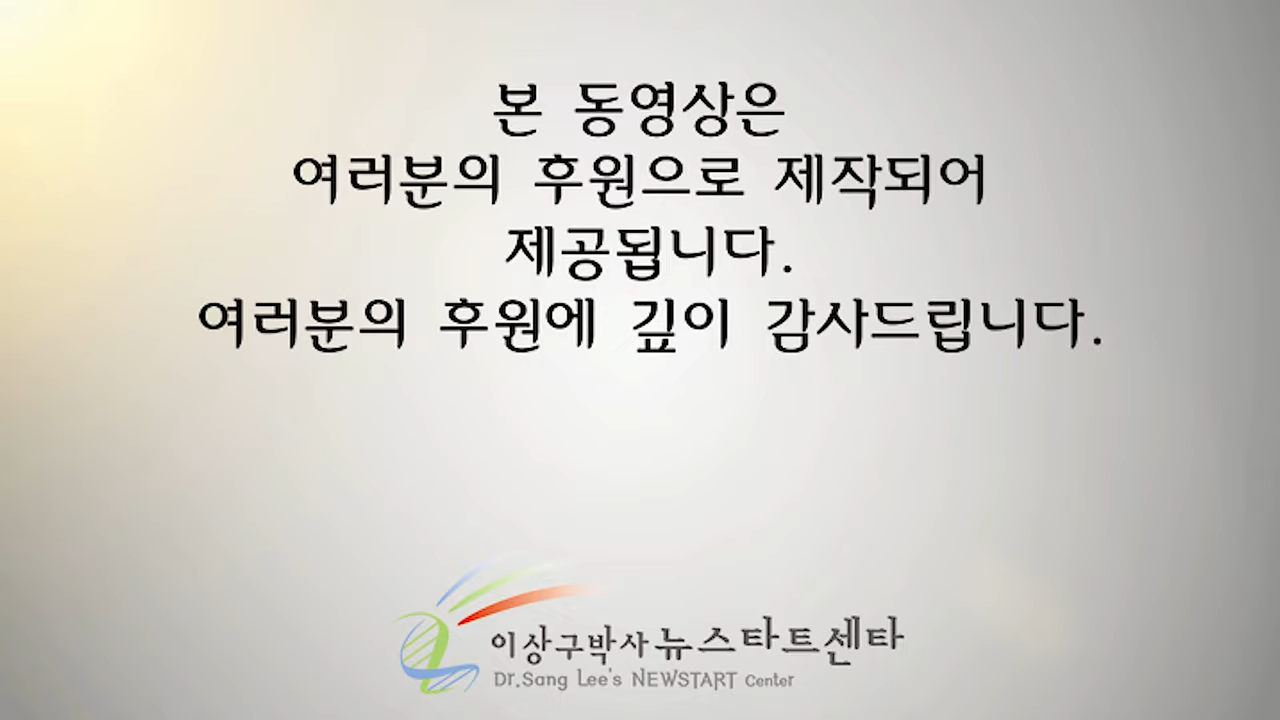 본 동영상은
여러분의 후원으로 제작되어
제공됩니다.
여러분의 후원에 깊이 감사드립니다.
이상구박사 뉴스타트센타
Dr.Sang Lee's NEWSTART Center